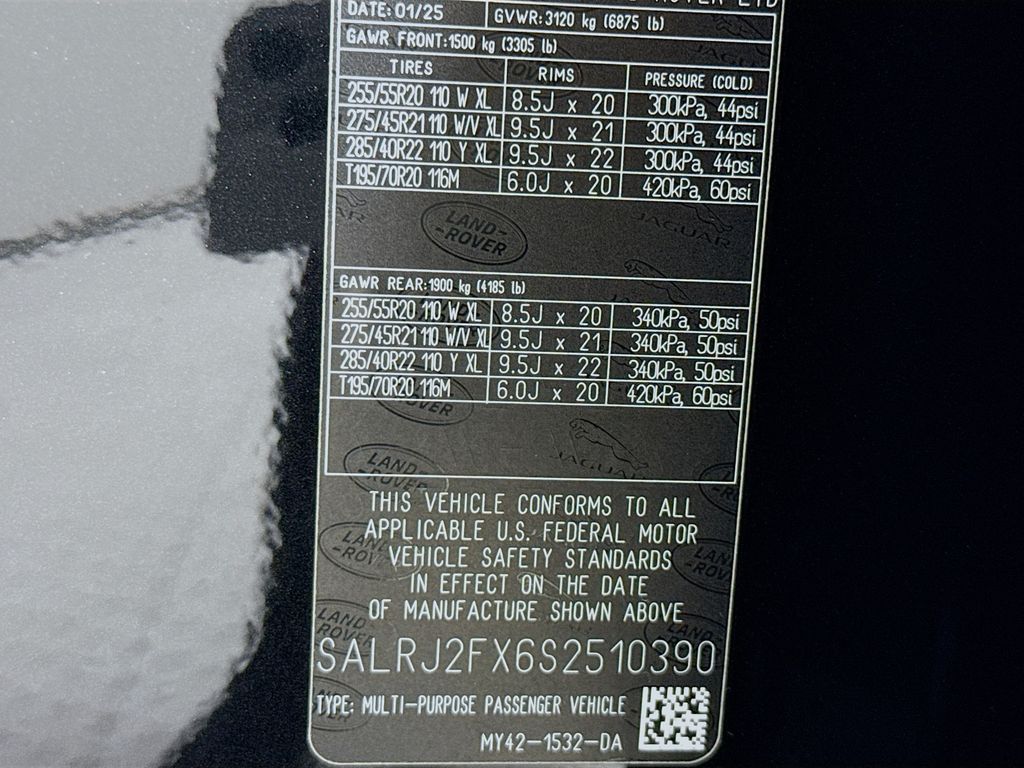 DATE: 01/25 GVWR: 3120 kg (6875 lb)
GAWR FRONT: 1500 kg (3305 lb)
TIRES RIMS PRESSURE (COLD)
255/55R20 110 W XL 8.5J x 20 300kPa, 44psi
275/45R21 110 W/V XL 9.5J x 21 300kPa, 44psi
285/40R22 110 Y XL 9.5J x 22 300kPa, 44psi
T195/70R20 116M 6.0J x 20 420kPa, 60psi
LAND-
-ROVER
JAGUAR
GAWR REAR: 1900 kg (4185 lb)
255/55R20 110 W XL 8.5J x 20 340kPa, 50psi
275/45R21 110 W/V XL 9.5J x 21 340kPa, 50psi
285/40R22 110 Y XL 9.5J x 22 340kPa, 50psi
T195/70R20 116M 6.0J x 20 420kPa, 60psi
JAGUAR
THIS VEHICLE CONFORMS TO ALL
APPLICABLE U.S. FEDERAL MOTOR
VEHICLE SAFETY STANDARDS
IN EFFECT ON THE DATE
OF MANUFACTURE SHOWN ABOVE
SALRJ2FX6S2510390
TYPE: MULTI-PURPOSE PASSENGER VEHICLE
MY42-1532-DA